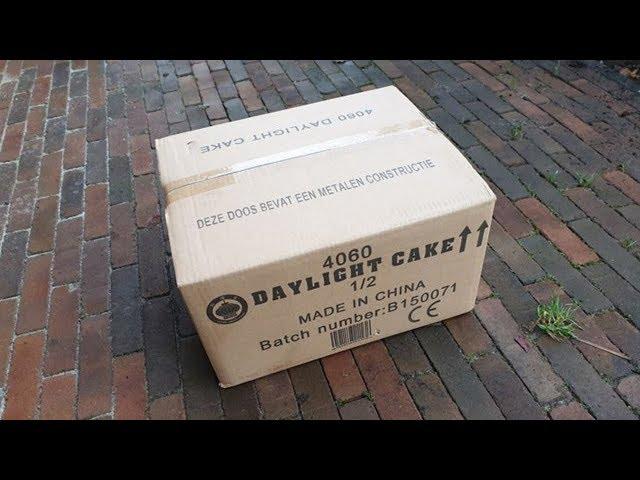 4060 DAYLIGHT CAKE
DEZE DOOS BEVAT EEN METALEN CONSTRUCTIE
4060
DAYLIGHT CAKE
1/2
MADE IN CHINA
Batch number:B150071
CE